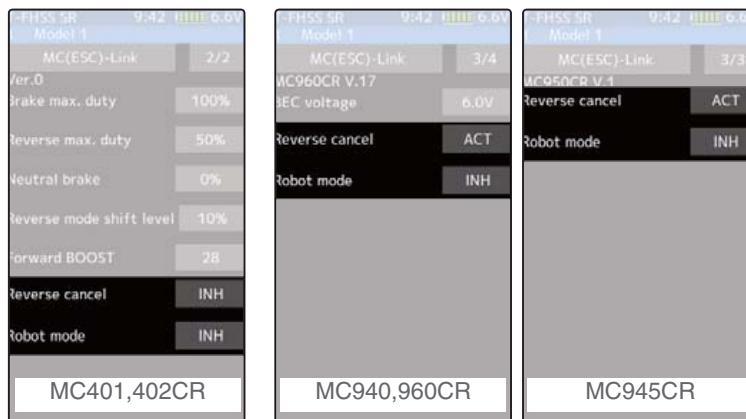 T-FHSS SR 9:42 6.6V
Model 1
MC(ESC)-Link 2/2
Ver.0
Brake max. duty 100%
Reverse max. duty 50%
Neutral brake 0%
Reverse mode shift level 10%
Forward BOOST 28
Reverse cancel INH
Robot mode INH
MC401,402CR
T-FHSS SR 9:42 6.6V
Model 1
MC(ESC)-Link 3/4
MC960CR V.17
BEC voltage 6.0V
Reverse cancel ACT
Robot mode INH
MC940,960CR
T-FHSS SR 9:42 6.6
Model 1
MC(ESC)-Link 3/3
MC950CR V.1
Reverse cancel ACT
Robot mode INH
MC945CR